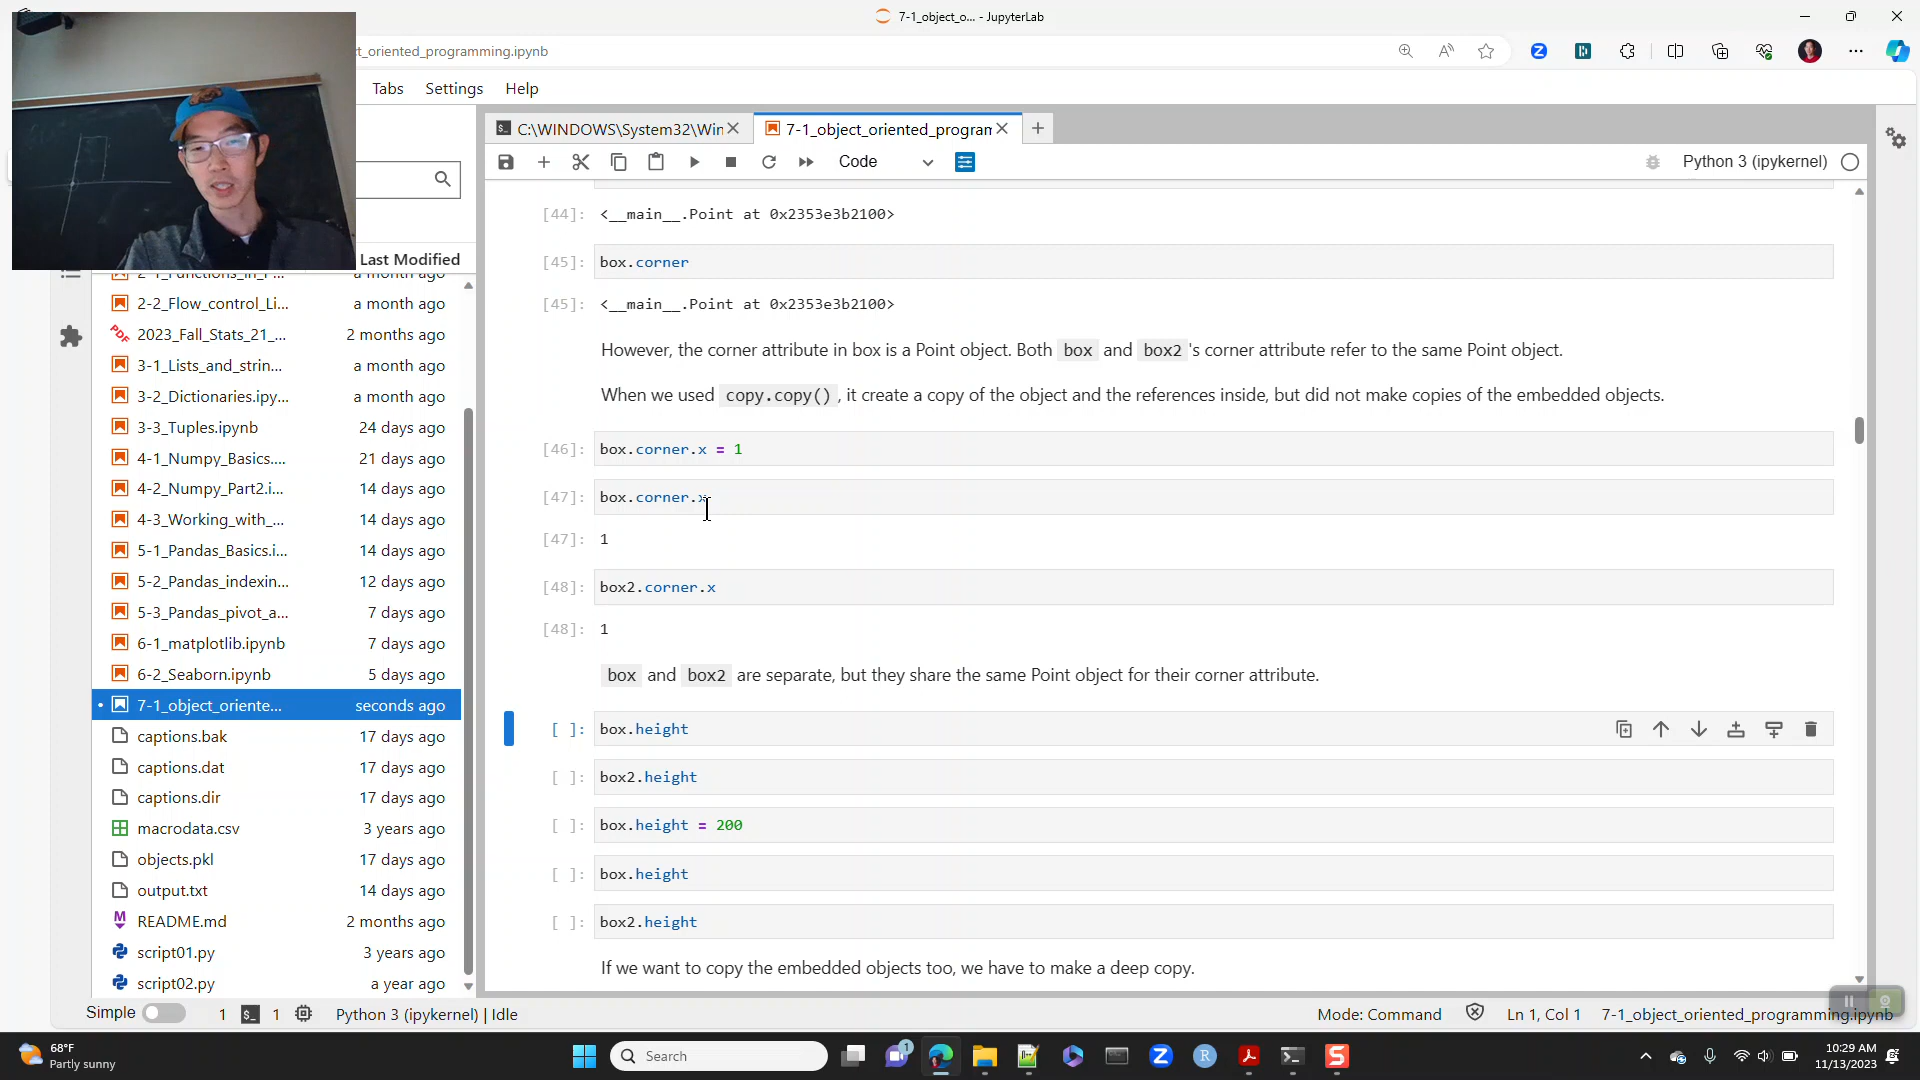 7-1_object_o... - JupyterLab
t_oriented_programming.ipynb
Tabs
Settings
Help
C:\WINDOWS\System32\Win
7-1_object_oriented_program
Code
Python 3 (ipykernel)
Last Modified
a month ago
2-2_Flow_control_Li... a month ago
2023_Fall_Stats_21_... 2 months ago
3-1_Lists_and_strin... a month ago
3-2_Dictionaries.ipy... a month ago
3-3_Tuples.ipynb 24 days ago
4-1_Numpy_Basics.... 21 days ago
4-2_Numpy_Part2.i... 14 days ago
4-3_Working_with_... 14 days ago
5-1_Pandas_Basics.i... 14 days ago
5-2_Pandas_indexin... 12 days ago
5-3_Pandas_pivot_a... 7 days ago
6-1_matplotlib.ipynb 7 days ago
6-2_Seaborn.ipynb 5 days ago
7-1_object_oriente... seconds ago
captions.bak 17 days ago
captions.dat 17 days ago
captions.dir 17 days ago
macrodata.csv 3 years ago
objects.pkl 17 days ago
output.txt 14 days ago
README.md 2 months ago
script01.py 3 years ago
script02.py a year ago
[44]: <__main__.Point at 0x2353e3b2100>
[45]: box.corner
[45]: <__main__.Point at 0x2353e3b2100>
However, the corner attribute in box is a Point object. Both box and box2 's corner attribute refer to the same Point object.
When we used copy.copy() , it create a copy of the object and the references inside, but did not make copies of the embedded objects.
[46]: box.corner.x = 1
[47]: box.corner.x
[47]: 1
[48]: box2.corner.x
[48]: 1
box and box2 are separate, but they share the same Point object for their corner attribute.
[ ]: box.height
[ ]: box2.height
[ ]: box.height = 200
[ ]: box.height
[ ]: box2.height
If we want to copy the embedded objects too, we have to make a deep copy.
Simple 1 1 Python 3 (ipykernel) | Idle
Mode: Command Ln 1, Col 1 7-1_object_oriented_programming.ipynb
68°F
Partly sunny
Search
1
10:29 AM
11/13/2023